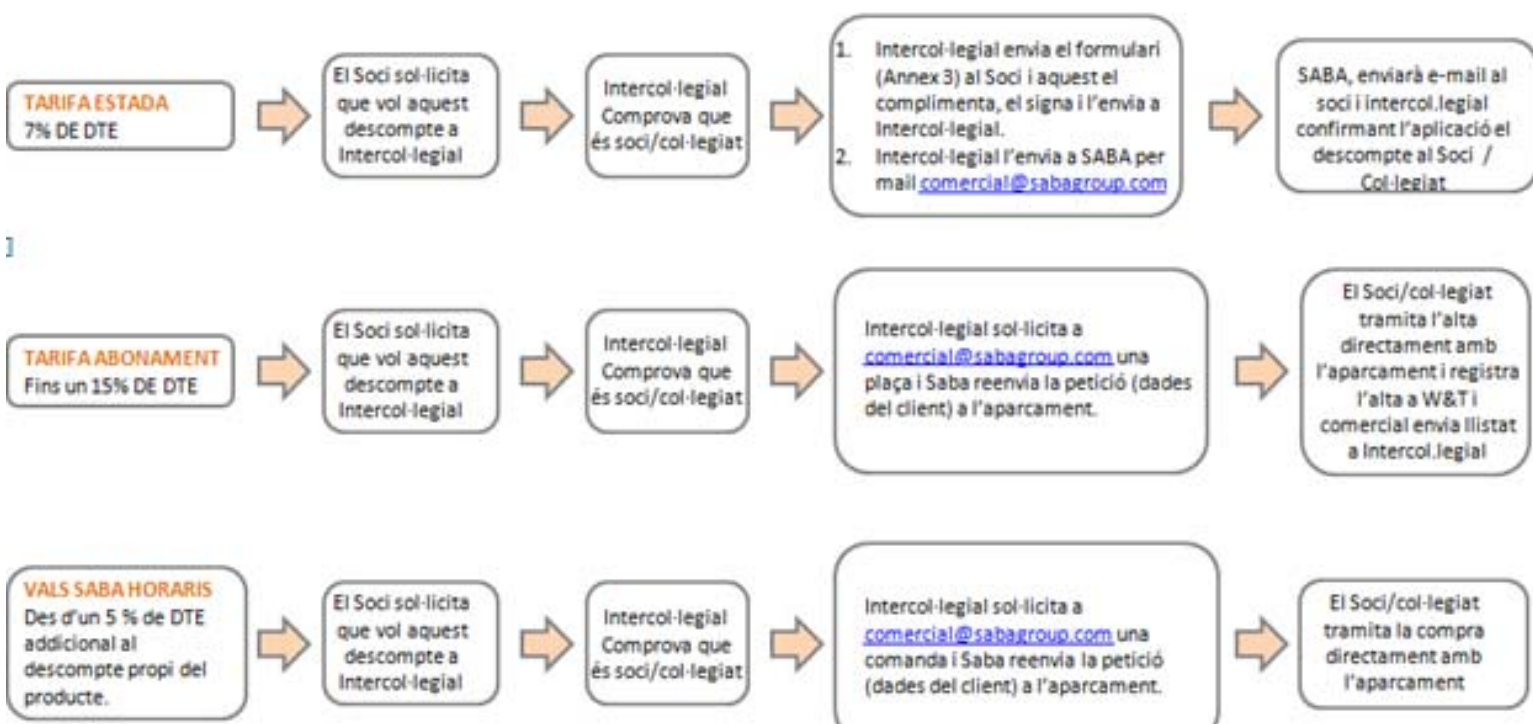 TARIFA ESTADA
7% DE DTE
El Soci sol·licita
que vol aquest
descompte a
Intercol·legial
Intercol·legial
Comprova que
és soci/col·legiat
1. Intercol·legial envia el formulari
(Annex 3) al Soci i aquest el
complimenta, el signa i l'envia a
Intercol·legial.
2. Intercol·legial l'envia a SABA per
mail comercial@sabagroup.com
SABA, enviarà e-mail al
soci i intercol.legial
confirmant l'aplicació el
descompte al Soci /
Col·legiat
TARIFA ABONAMENT
Fins un 15% DE DTE
El Soci sol·licita
que vol aquest
descompte a
Intercol·legial
Intercol·legial
Comprova que
és soci/col·legiat
Intercol·legial sol·licita a
comercial@sabagroup.com una
plaça i Saba reenvia la petició (dades
del client) a l'aparcament.
El Soci/col·legiat
tramita l'alta
directament amb
l'aparcament i registra
l'alta a W&T i
comercial envia llistat
a Intercol.legial
VALS SABA HORARIS
Des d'un 5 % de DTE
addicional al
descompte propi del
producte.
El Soci sol·licita
que vol aquest
descompte a
Intercol·legial
Intercol·legial
Comprova que
és soci/col·legiat
Intercol·legial sol·licita a
comercial@sabagroup.com una
comanda i Saba reenvia la petició
(dades del client) a l'aparcament.
El Soci/col·legiat
tramita la compra
directament amb
l'aparcament